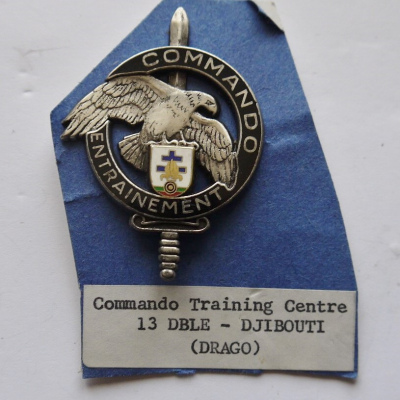 COMMANDO
ENTRAINEMENT
Commando Training Centre
13 DBLE - DJIBOUTI
(DRAGO)